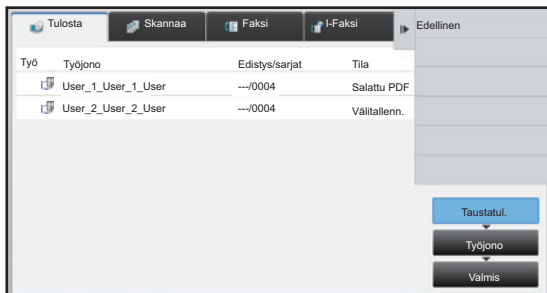 Tulosta Skannaa Faksi I-Faksi Edellinen
Työ Työjono Edistys/sarjat Tila
User_1_User_1_User ---/0004 Salattu PDF
User_2_User_2_User ---/0004 Välitallenn.
Taustatul.
Työjono
Valmis